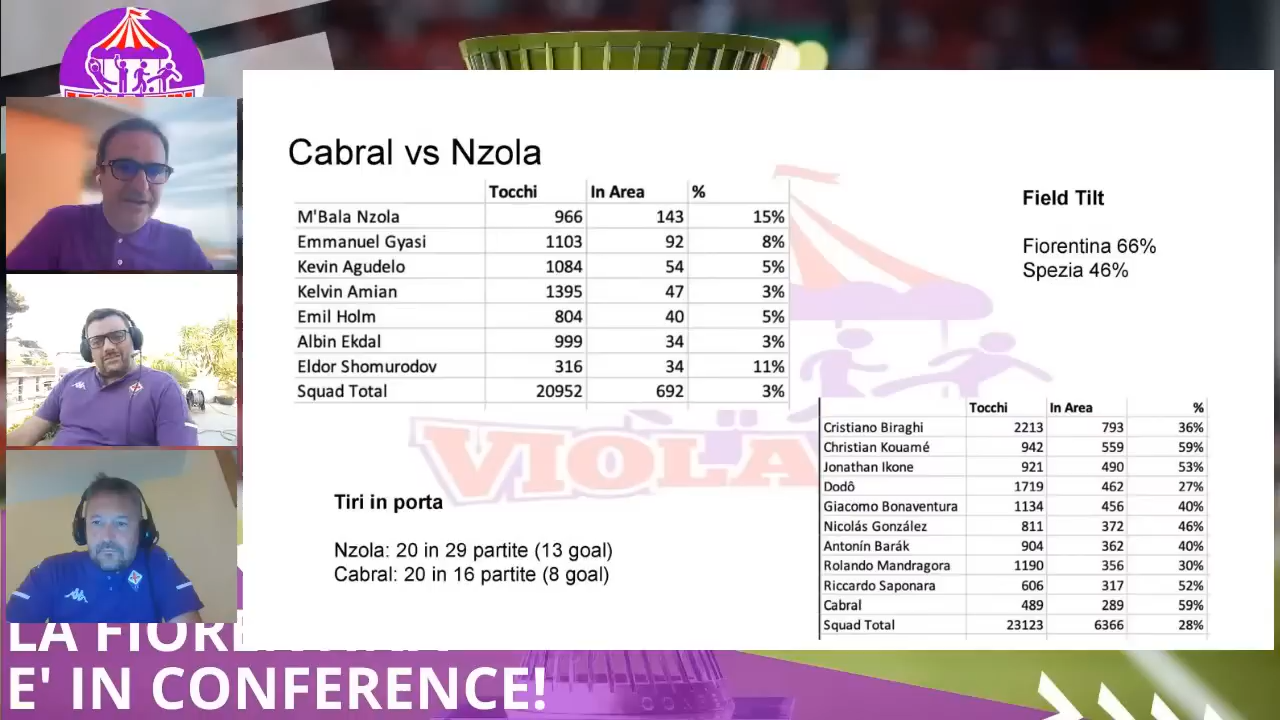 Cabral vs Nzola
Tocchi In Area %
M'Bala Nzola 966 143 15%
Emmanuel Gyasi 1103 92 8%
Kevin Agudelo 1084 54 5%
Kelvin Amian 1395 47 3%
Emil Holm 804 40 5%
Albin Ekdal 999 34 3%
Eldor Shomurodov 316 34 11%
Squad Total 20952 692 3%
Field Tilt
Fiorentina 66%
Spezia 46%
VIOLA
Tiri in porta
Nzola: 20 in 29 partite (13 goal)
Cabral: 20 in 16 partite (8 goal)
Tocchi In Area %
Cristiano Biraghi 2213 793 36%
Christian Kouamé 942 559 59%
Jonathan Ikone 921 490 53%
Dodô 1719 462 27%
Giacomo Bonaventura 1134 456 40%
Nicolás González 811 372 46%
Antonín Barák 904 362 40%
Rolando Mandragora 1190 356 30%
Riccardo Saponara 606 317 52%
Cabral 489 289 59%
Squad Total 23123 6366 28%
LA
E' IN CONFERENCE!